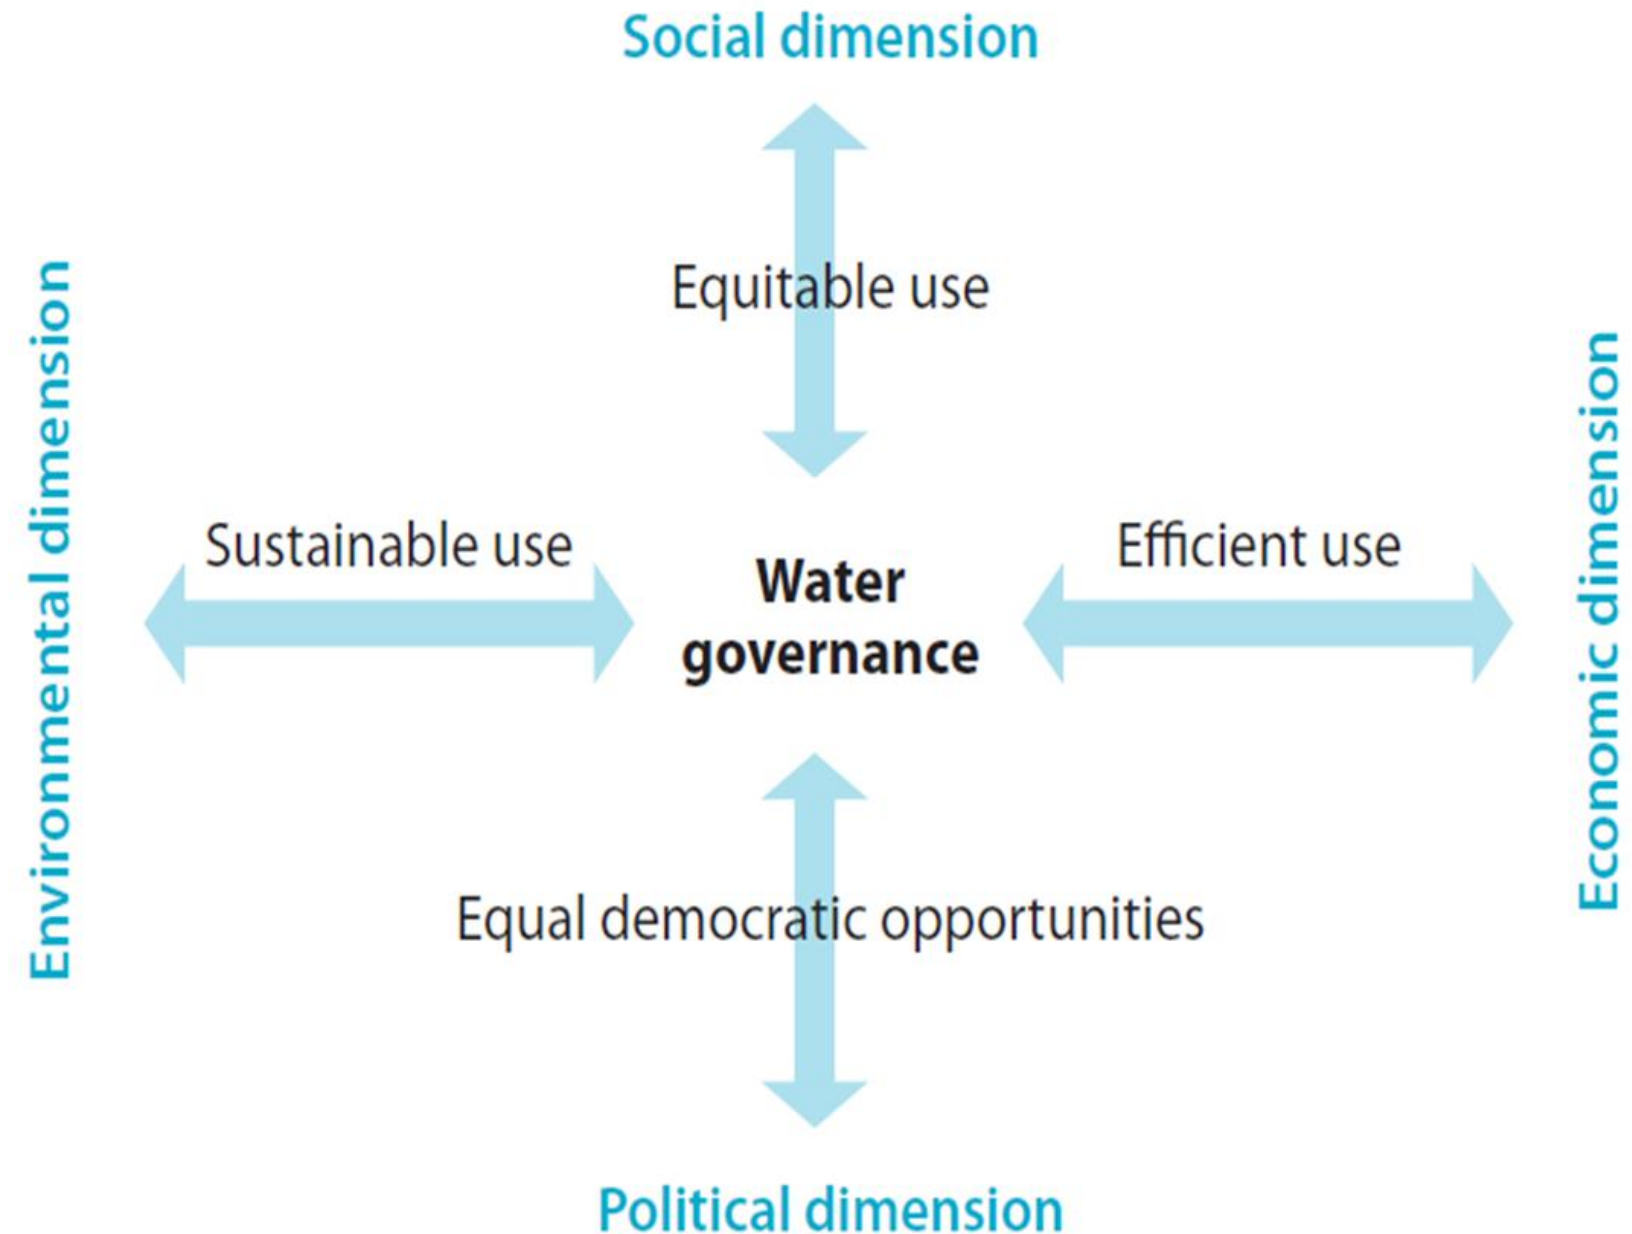 Social dimension
Equitable use
Environmental dimension
Sustainable use
Water
governance
Efficient use
Economic dimension
Equal democratic opportunities
Political dimension